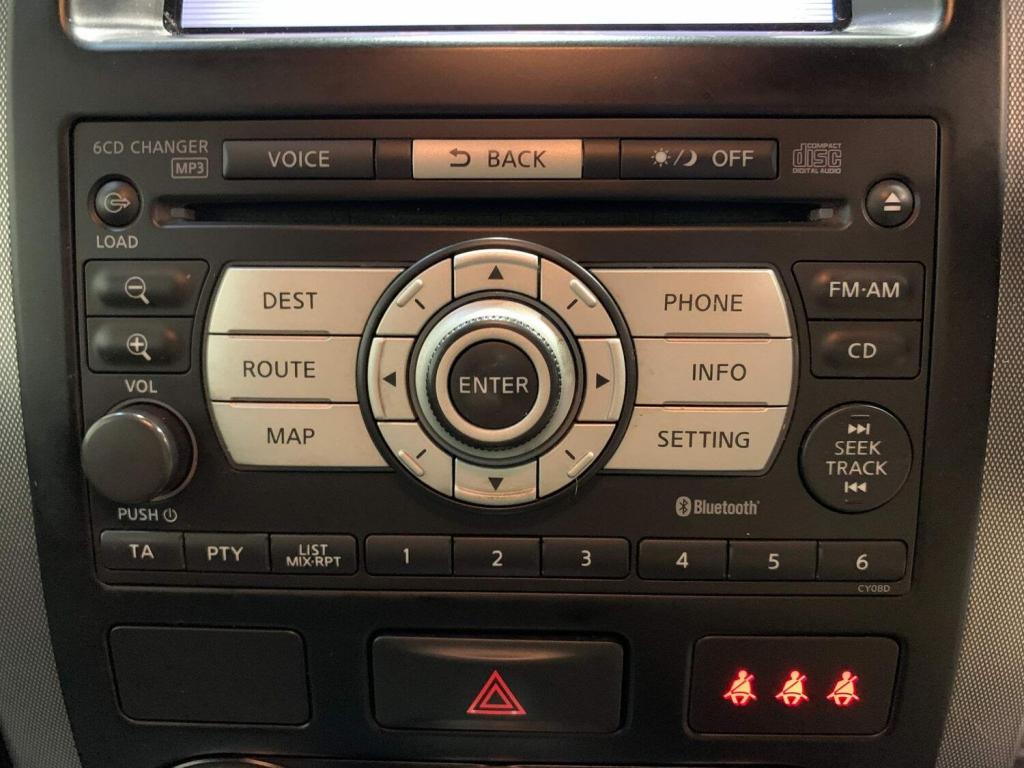 6CD CHANGER
MP3
VOICE
BACK
OFF
COMPACT
disc
DIGITAL AUDIO
LOAD
DEST
PHONE
FM·AM
ROUTE
ENTER
INFO
CD
VOL
MAP
SETTING
SEEK
TRACK
PUSH
Bluetooth
TA
PTY
LIST
MIX·RPT
1
2
3
4
5
6
CY08D